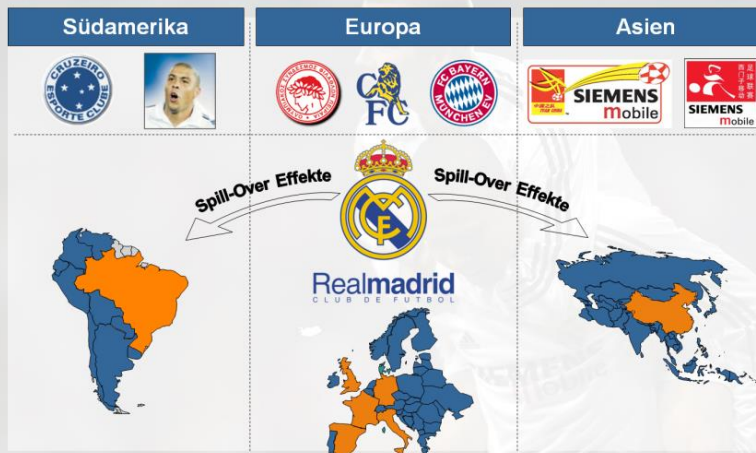 Südamerika
Europa
Asien
CRUZEIRO
ESPORTE CLUBE
CFC
FC BAYERN
MÜNCHEN EV
SIEMENS
mobile
SIEMENS
mobile
Spill-Over Effekte
Spill-Over Effekte
Realmadrid
CLUB DE FUTBOL